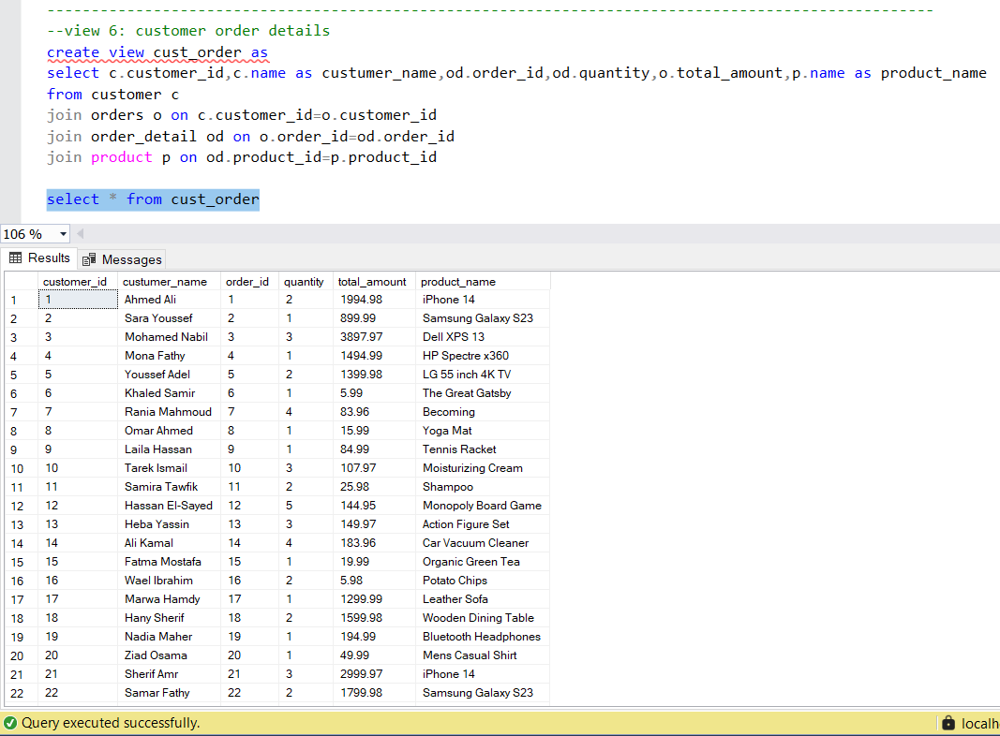 --------------------------------------------------------------------------------------------------
--view 6: customer order details
create view cust_order as
select c.customer_id,c.name as custumer_name,od.order_id,od.quantity,o.total_amount,p.name as product_name
from customer c
join orders o on c.customer_id=o.customer_id
join order_detail od on o.order_id=od.order_id
join product p on od.product_id=p.product_id
select * from cust_order
106 %
Results Messages
customer_id custumer_name order_id quantity total_amount product_name
1 1 Ahmed Ali 1 2 1994.98 iPhone 14
2 2 Sara Youssef 2 1 899.99 Samsung Galaxy S23
3 3 Mohamed Nabil 3 3 3897.97 Dell XPS 13
4 4 Mona Fathy 4 1 1494.99 HP Spectre x360
5 5 Youssef Adel 5 2 1399.98 LG 55 inch 4K TV
6 6 Khaled Samir 6 1 5.99 The Great Gatsby
7 7 Rania Mahmoud 7 4 83.96 Becoming
8 8 Omar Ahmed 8 1 15.99 Yoga Mat
9 9 Laila Hassan 9 1 84.99 Tennis Racket
10 10 Tarek Ismail 10 3 107.97 Moisturizing Cream
11 11 Samira Tawfik 11 2 25.98 Shampoo
12 12 Hassan El-Sayed 12 5 144.95 Monopoly Board Game
13 13 Heba Yassin 13 3 149.97 Action Figure Set
14 14 Ali Kamal 14 4 183.96 Car Vacuum Cleaner
15 15 Fatma Mostafa 15 1 19.99 Organic Green Tea
16 16 Wael Ibrahim 16 2 5.98 Potato Chips
17 17 Marwa Hamdy 17 1 1299.99 Leather Sofa
18 18 Hany Sherif 18 2 1599.98 Wooden Dining Table
19 19 Nadia Maher 19 1 194.99 Bluetooth Headphones
20 20 Ziad Osama 20 1 49.99 Mens Casual Shirt
21 21 Sherif Amr 21 3 2999.97 iPhone 14
22 22 Samar Fathy 22 2 1799.98 Samsung Galaxy S23
Query executed successfully. localh